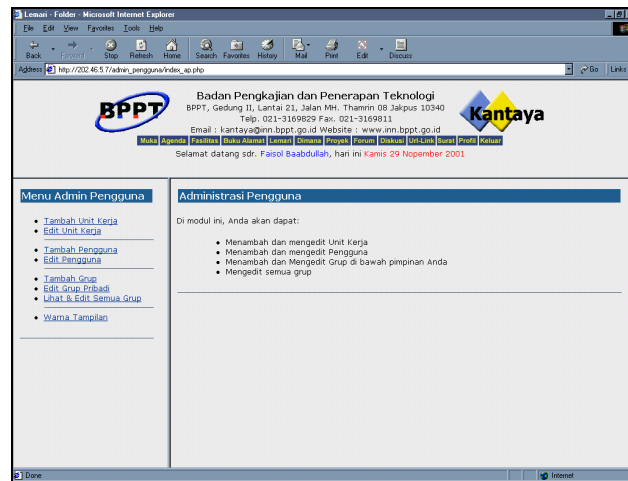 Lemari - Folder - Microsoft Internet Explorer
File Edit View Favorites Tools Help
Back Forward Stop Refresh Home Search Favorites History Mail Print Edit Discuss
Address http://202.46.5.7/admin_pengguna/index_ap.php Go Links
BPPT
Badan Pengkajian dan Penerapan Teknologi
BPPT, Gedung II, Lantai 21, Jalan MH. Thamrin 08 Jakpus 10340
Telp. 021-3169829 Fax. 021-3169811
Email : kantaya@inn.bppt.go.id Website : www.inn.bppt.go.id
Kantaya
Muka Agenda Fasilitas Buku Alamat Lemari Dimana Proyek Forum Diskusi Url-Link Surat Profil Keluar
Selamat datang sdr. Faisol Baabdullah, hari ini Kamis 29 Nopember 2001
Menu Admin Pengguna
Tambah Unit Kerja
Edit Unit Kerja
Tambah Pengguna
Edit Pengguna
Tambah Grup
Edit Grup Pribadi
Lihat & Edit Semua Grup
Warna Tampilan
Administrasi Pengguna
Di modul ini, Anda akan dapat:
Menambah dan mengedit Unit Kerja
Menambah dan mengedit Pengguna
Menambah dan Mengedit Grup di bawah pimpinan Anda
Mengedit semua grup
Done Internet